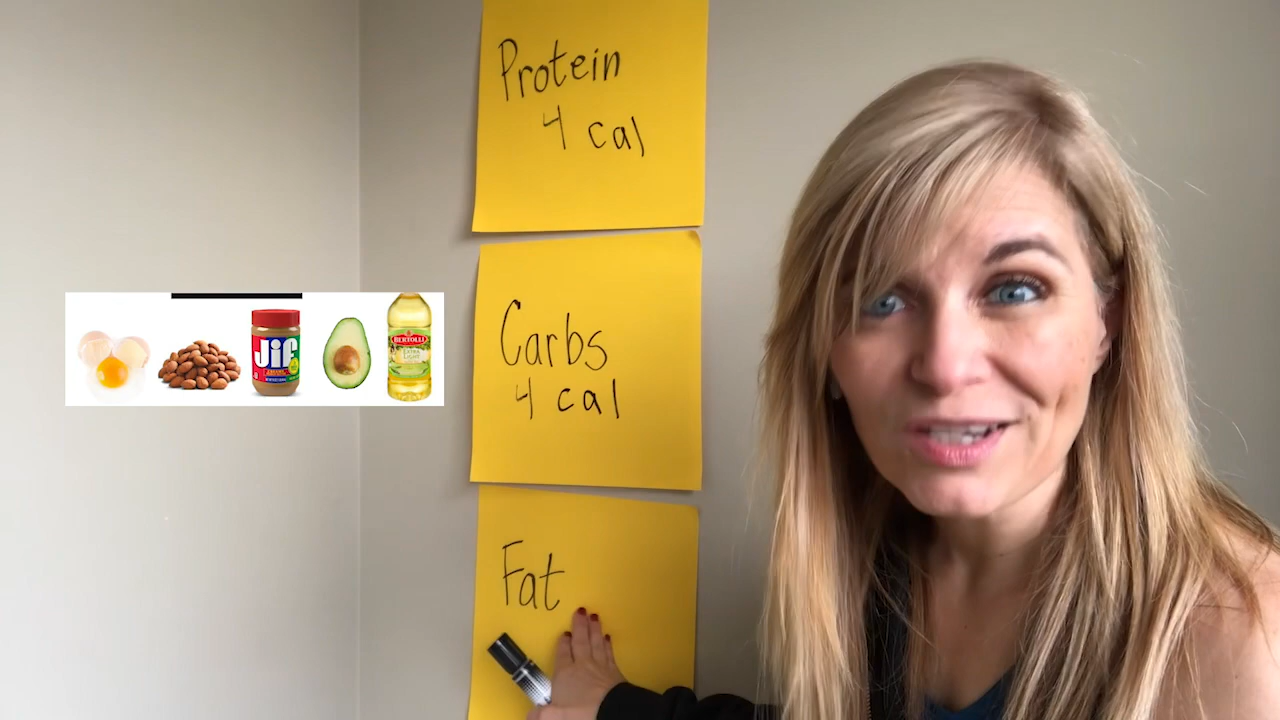 Protein
4 cal
Carbs
4 cal
Fat
Jif
BERTOLLI